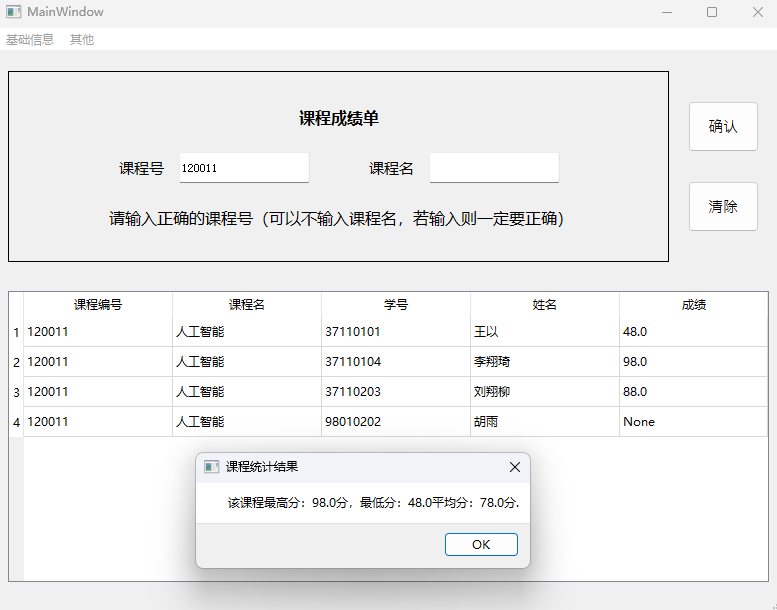 MainWindow
基础信息 其他
课程成绩单
确认
课程号 120011 课程名
清除
请输入正确的课程号（可以不输入课程名，若输入则一定要正确）
课程编号 课程名 学号 姓名 成绩
1 120011 人工智能 37110101 王以 48.0
2 120011 人工智能 37110104 李翔琦 98.0
3 120011 人工智能 37110203 刘翔柳 88.0
4 120011 人工智能 98010202 胡雨 None
课程统计结果
该课程最高分：98.0分，最低分：48.0平均分：78.0分.
OK